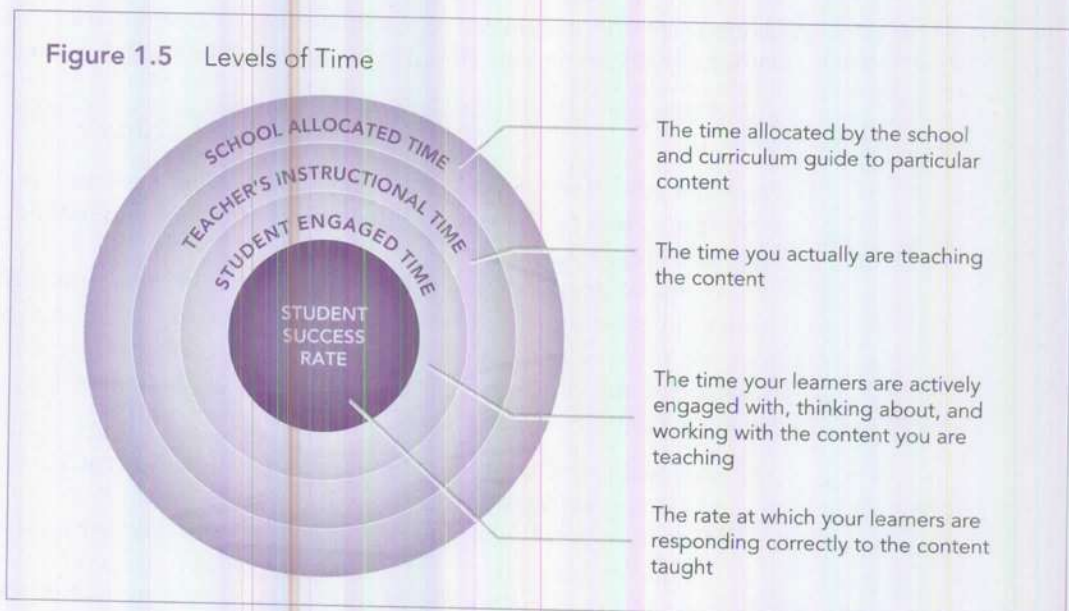 Figure 1.5 Levels of Time
SCHOOL ALLOCATED TIME
TEACHER'S INSTRUCTIONAL TIME
STUDENT ENGAGED TIME
STUDENT
SUCCESS
RATE
The time allocated by the school
and curriculum guide to particular
content
The time you actually are teaching
the content
The time your learners are actively
engaged with, thinking about, and
working with the content you are
teaching
The rate at which your learners are
responding correctly to the content
taught